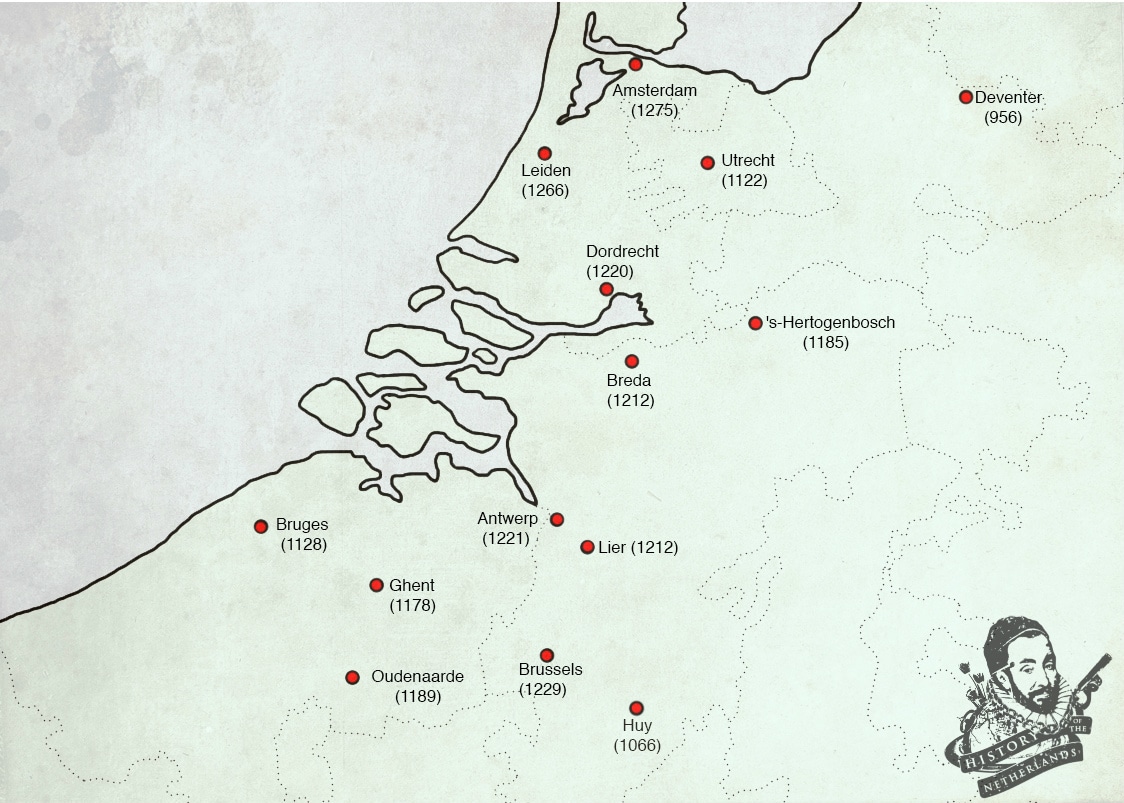 Amsterdam
(1275)
Deventer
(956)
Leiden
(1266)
Utrecht
(1122)
Dordrecht
(1220)
's-Hertogenbosch
(1185)
Breda
(1212)
Antwerp
(1221)
Bruges
(1128)
Lier (1212)
Ghent
(1178)
Brussels
(1229)
Oudenaarde
(1189)
Huy
(1066)
HISTORY
OF
THE
NETHERLANDS